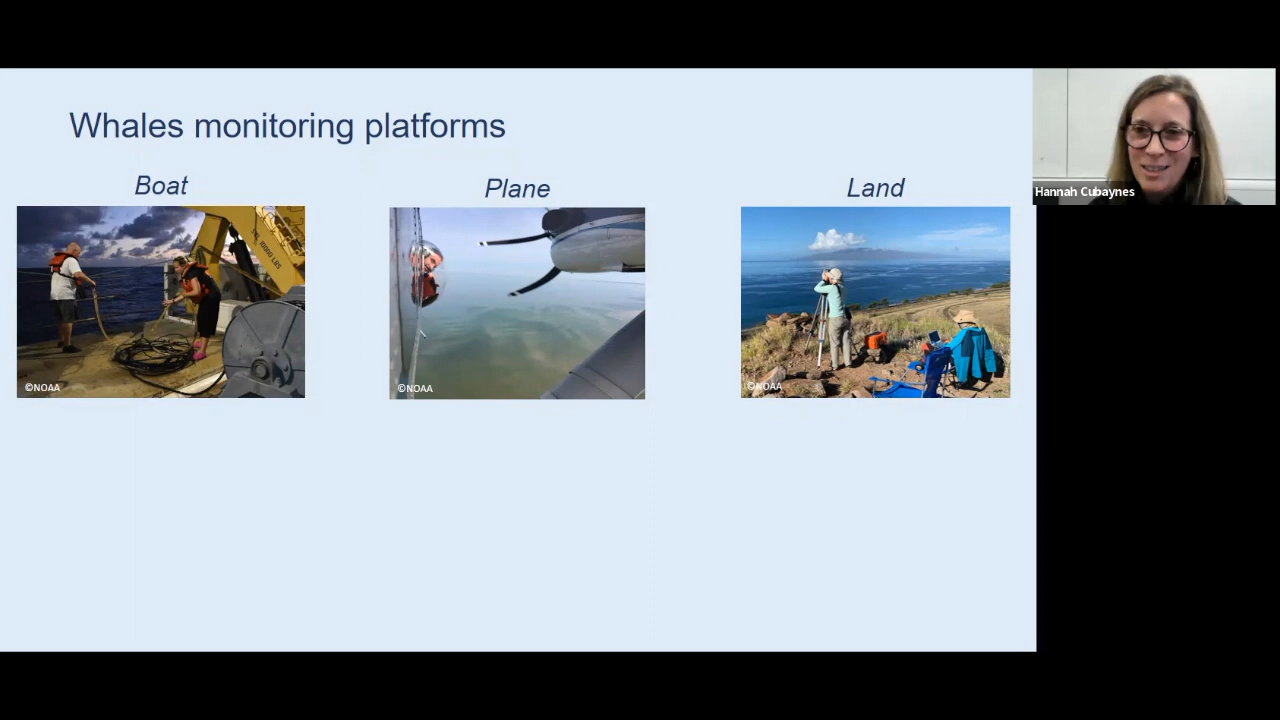 Whales monitoring platforms
Boat
Plane
Land
Hannah Cubaynes
©NOAA
©NOAA
©NOAA